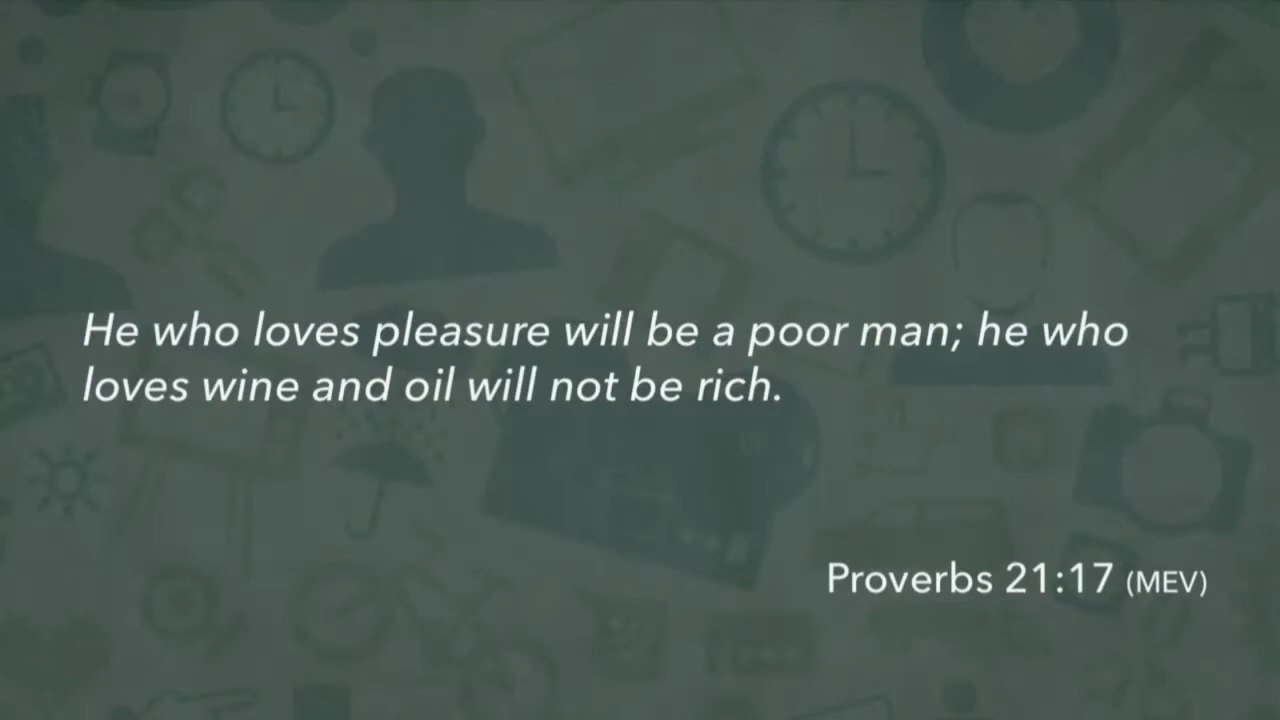 He who loves pleasure will be a poor man; he who
loves wine and oil will not be rich.
Proverbs 21:17 (MEV)